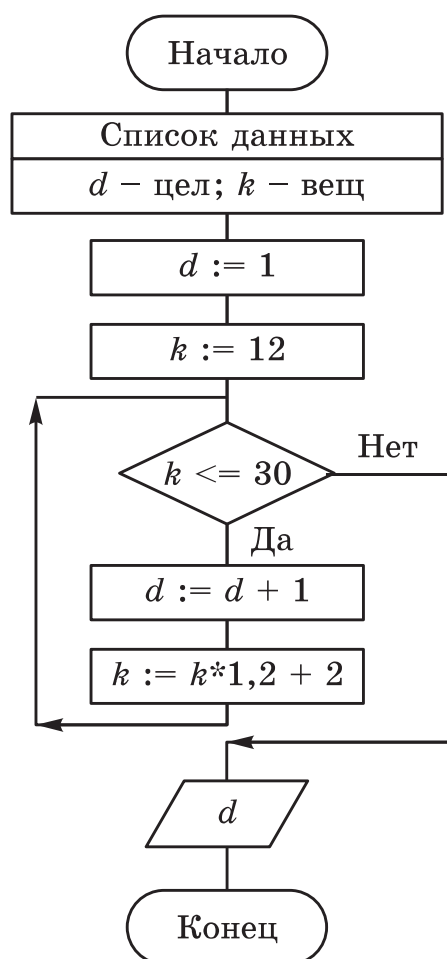 Начало
Список данных
d – цел; k – вещ
d := 1
k := 12
k <= 30
Нет
Да
d := d + 1
k := k*1,2 + 2
d
Конец